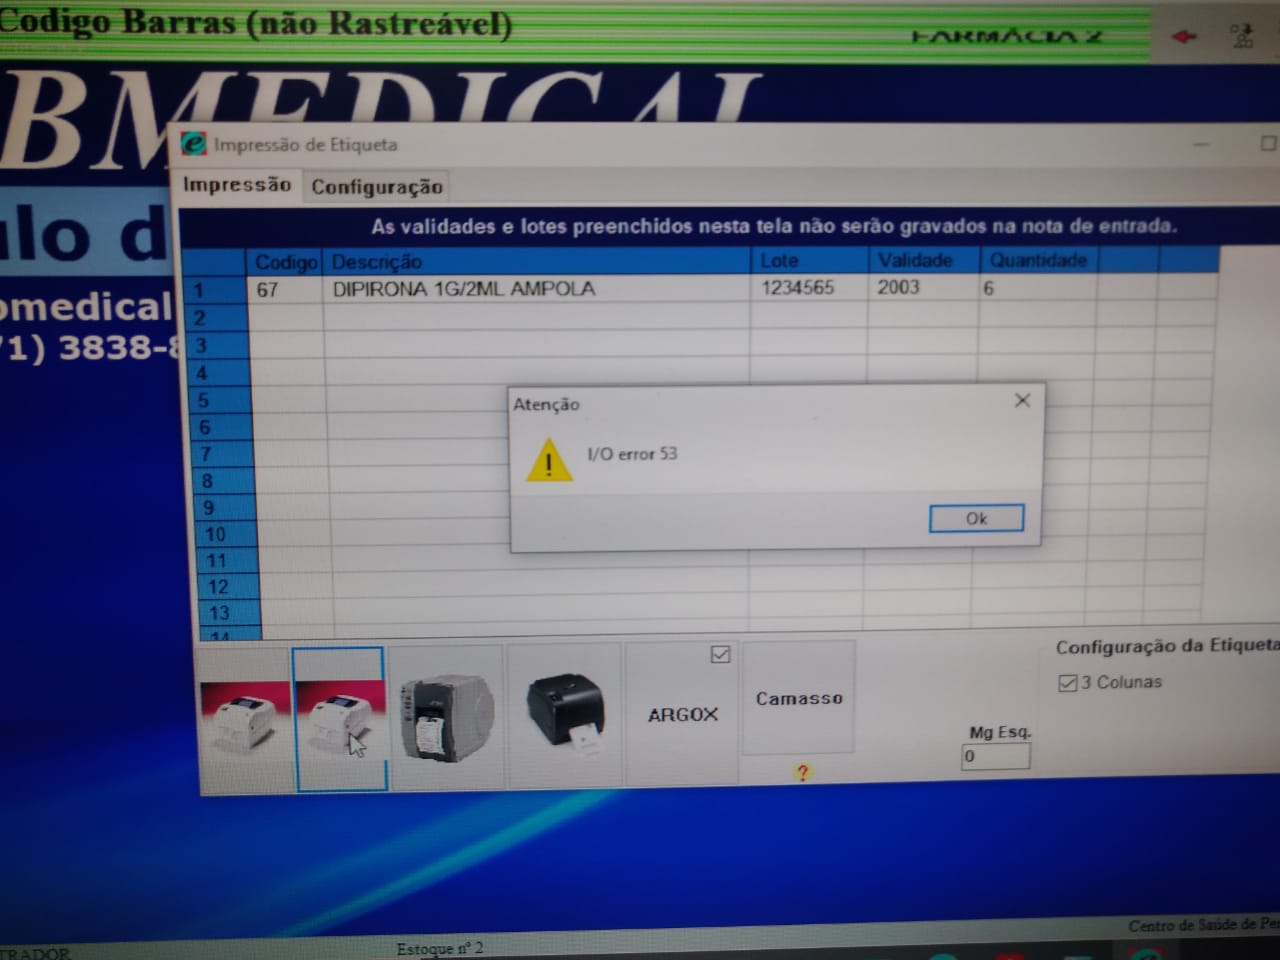 Codigo Barras (não Rastreável)
FARMÁCIA 2
BMEDICAL
Impressão de Etiqueta
Impressão Configuração
ulo d
As validades e lotes preenchidos nesta tela não serão gravados na nota de entrada.
Codigo Descrição Lote Validade Quantidade
1 67 DIPIRONA 1G/2ML AMPOLA 1234565 2003 6
omedical
2
71) 3838-8
3
4
5
6
7
8
9
10
11
12
13
14
Atenção
I/O error 53
Ok
Configuração da Etiqueta
3 Colunas
ARGOX
Camasso
Mg Esq.
0
?
Centro de Saúde de Pe
TRADOR
Estoque nº 2